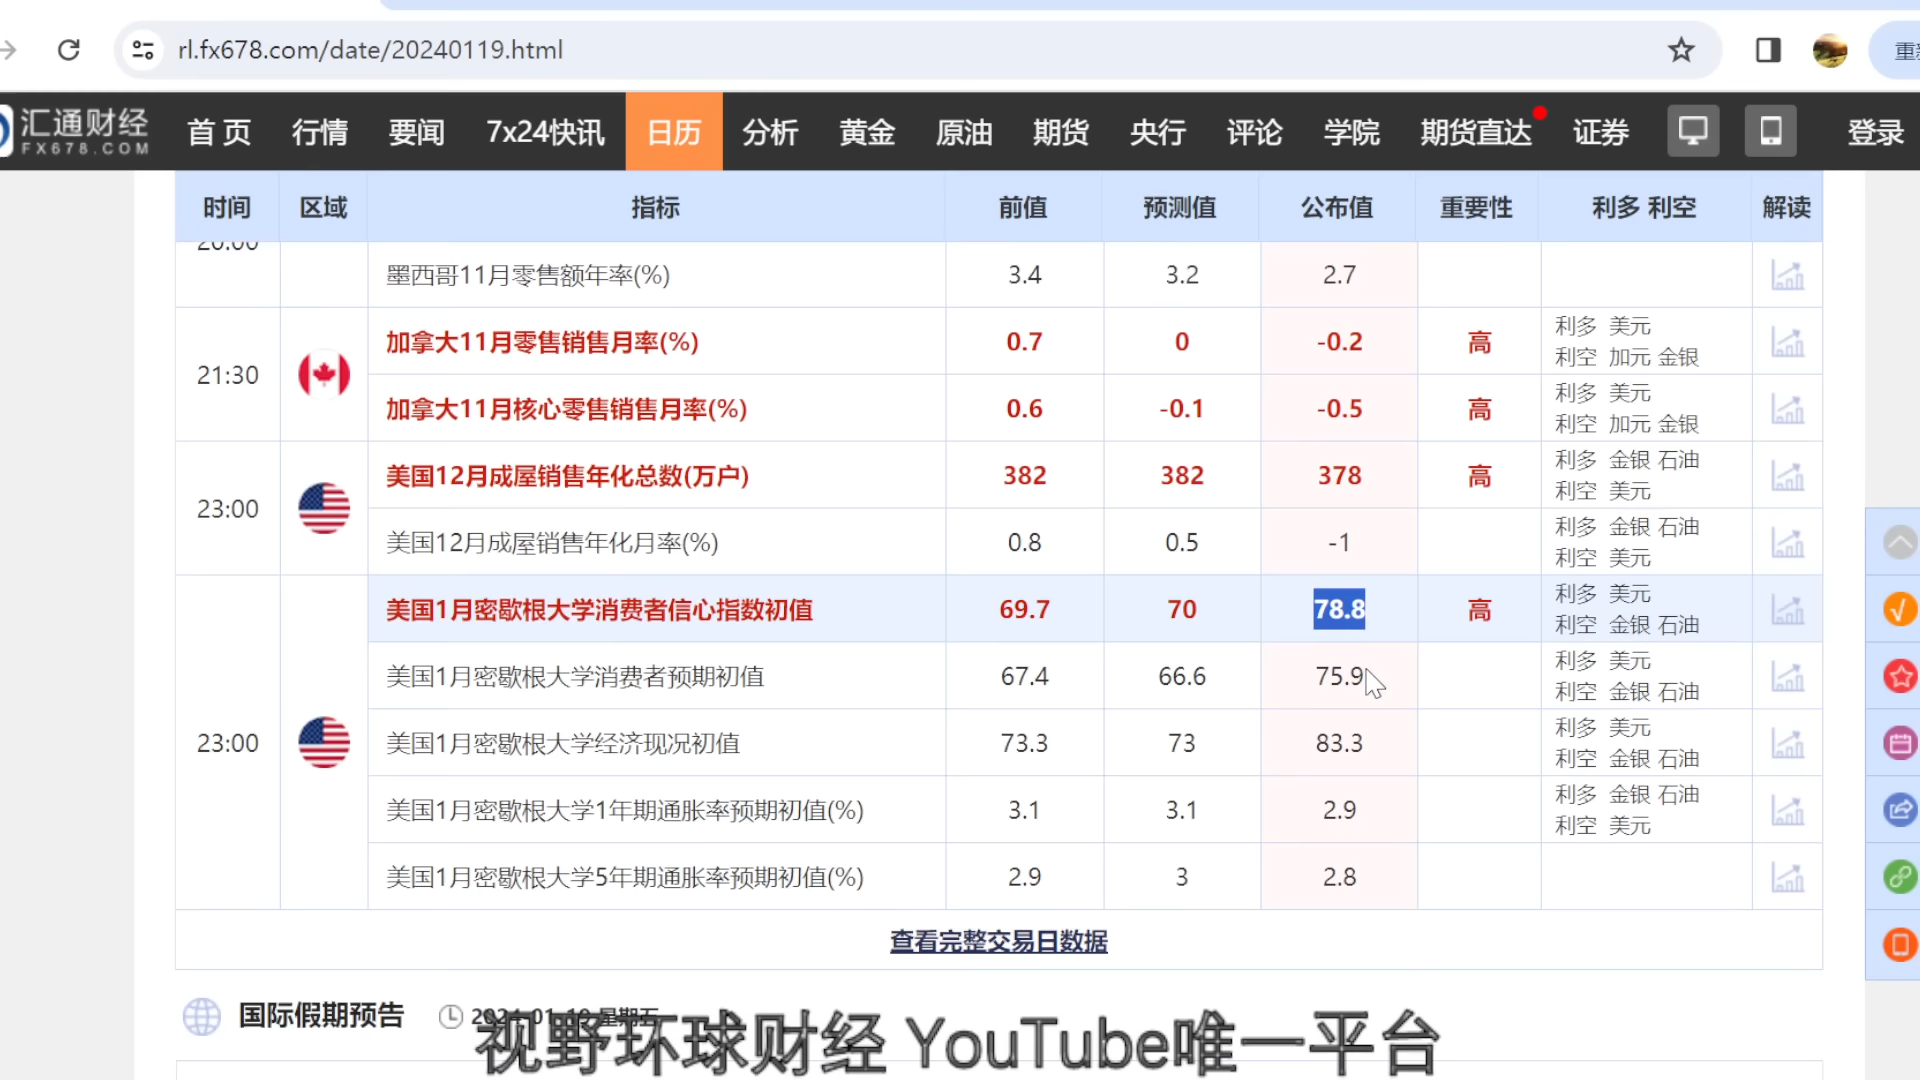 rl.fx678.com/date/20240119.html
汇通财经
FX678.COM
首页 行情 要闻 7x24快讯 日历 分析 黄金 原油 期货 央行 评论 学院 期货直达 证券 登录
时间 区域 指标 前值 预测值 公布值 重要性 利多 利空 解读
20:00
墨西哥11月零售额年率(%) 3.4 3.2 2.7
21:30
加拿大11月零售销售月率(%) 0.7 0 -0.2 高 利多 美元
利空 加元 金银
加拿大11月核心零售销售月率(%) 0.6 -0.1 -0.5 高 利多 美元
利空 加元 金银
23:00
美国12月成屋销售年化总数(万户) 382 382 378 高 利多 金银 石油
利空 美元
美国12月成屋销售年化月率(%) 0.8 0.5 -1 利多 金银 石油
利空 美元
23:00
美国1月密歇根大学消费者信心指数初值 69.7 70 78.8 高 利多 美元
利空 金银 石油
美国1月密歇根大学消费者预期初值 67.4 66.6 75.9 利多 美元
利空 金银 石油
美国1月密歇根大学经济现况初值 73.3 73 83.3 利多 美元
利空 金银 石油
美国1月密歇根大学1年期通胀率预期初值(%) 3.1 3.1 2.9 利多 金银 石油
利空 美元
美国1月密歇根大学5年期通胀率预期初值(%) 2.9 3 2.8
查看完整交易日数据
国际假期预告 2024-01-19 星期五
视野环球财经 YouTube唯一平台